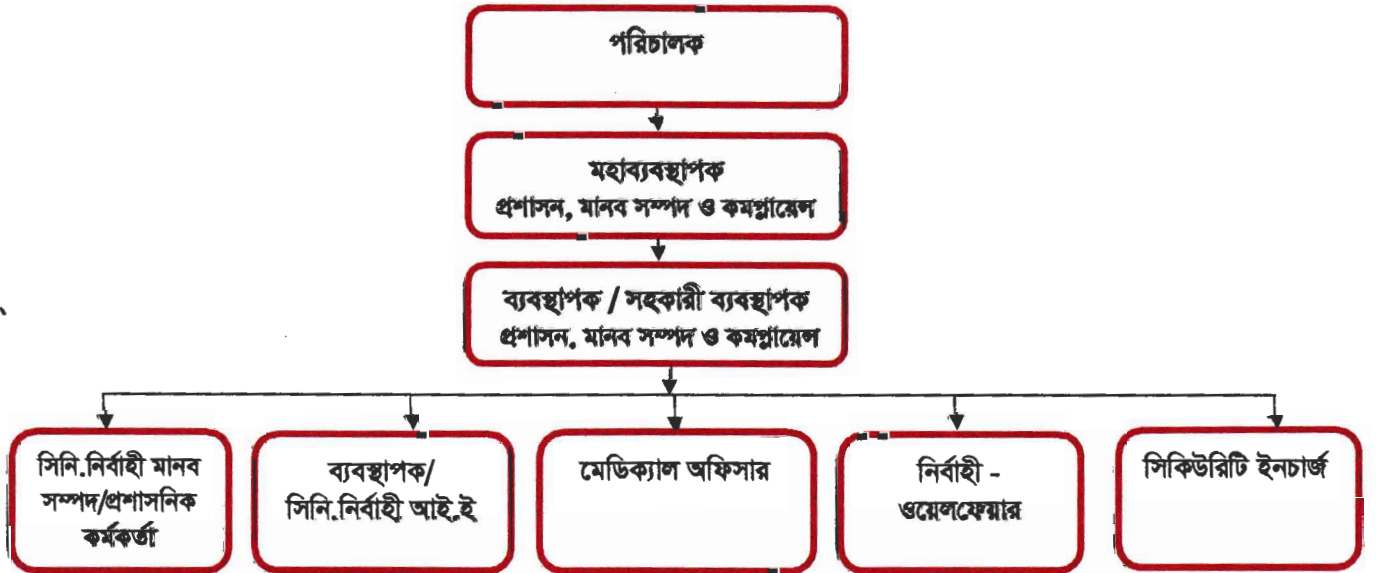 পরিচালক
মহাব্যবস্থাপক
প্রশাসন, মানব সম্পদ ও কমপ্লায়েন্স
ব্যবস্থাপক / সহকারী ব্যবস্থাপক
প্রশাসন, মানব সম্পদ ও কমপ্লায়েন্স
সিনি.নির্বাহী মানব
সম্পদ/প্রশাসনিক
কর্মকর্তা
ব্যবস্থাপক/
সিনি.নির্বাহী আই.ই
মেডিক্যাল অফিসার
নির্বাহী -
ওয়েলফেয়ার
সিকিউরিটি ইনচার্জ